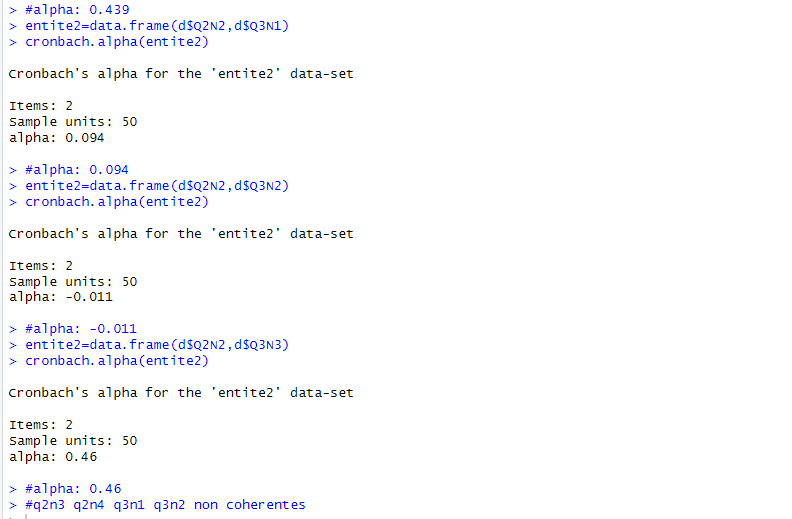 > #alpha: 0.439
> entite2=data.frame(d$Q2N2,d$Q3N1)
> cronbach.alpha(entite2)
Cronbach's alpha for the 'entite2' data-set
Items: 2
Sample units: 50
alpha: 0.094
> #alpha: 0.094
> entite2=data.frame(d$Q2N2,d$Q3N2)
> cronbach.alpha(entite2)
Cronbach's alpha for the 'entite2' data-set
Items: 2
Sample units: 50
alpha: -0.011
> #alpha: -0.011
> entite2=data.frame(d$Q2N2,d$Q3N3)
> cronbach.alpha(entite2)
Cronbach's alpha for the 'entite2' data-set
Items: 2
Sample units: 50
alpha: 0.46
> #alpha: 0.46
> #q2n3 q2n4 q3n1 q3n2 non coherentes
>